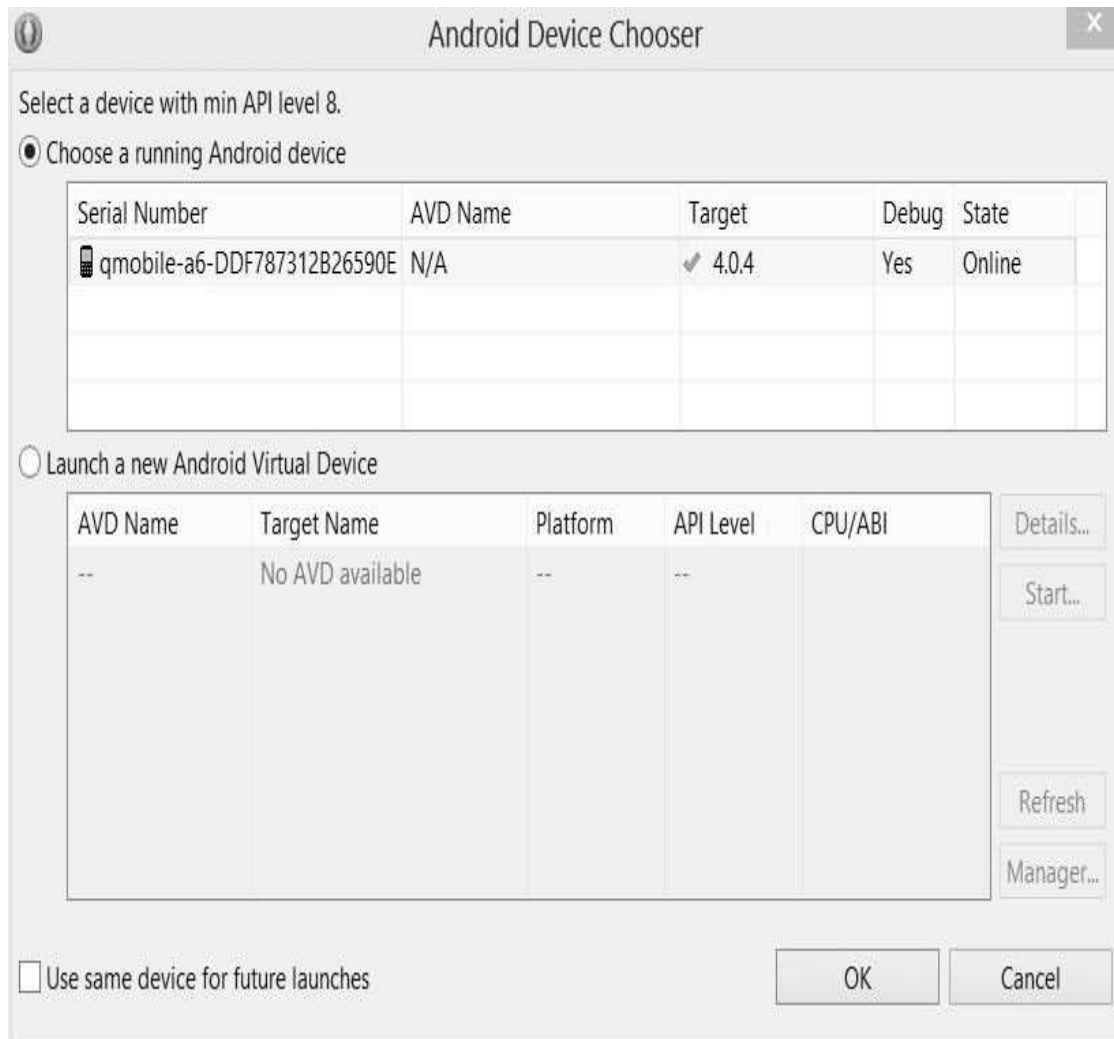 Android Device Chooser
X
Select a device with min API level 8.
Choose a running Android device
Serial Number AVD Name Target Debug State
qmobile-a6-DDF787312B26590E N/A 4.0.4 Yes Online
Launch a new Android Virtual Device
AVD Name Target Name Platform API Level CPU/ABI
-- No AVD available -- --
Details...
Start...
Refresh
Manager...
Use same device for future launches
OK Cancel